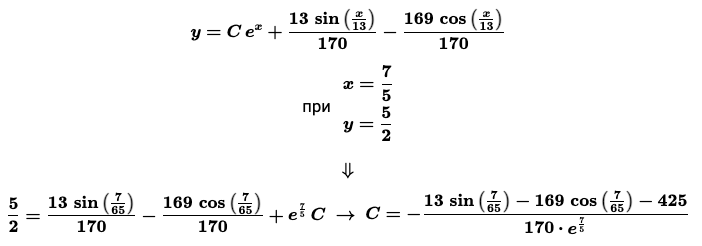 y = C e^x + 13 sin(x/13)/170 − 169 cos(x/13)/170
при
x = 7/5
y = 5/2
⇓
5/2 = 13 sin(7/65)/170 − 169 cos(7/65)/170 + e^(7/5) C → C = − (13 sin(7/65) − 169 cos(7/65) − 425)/(170 · e^(7/5))